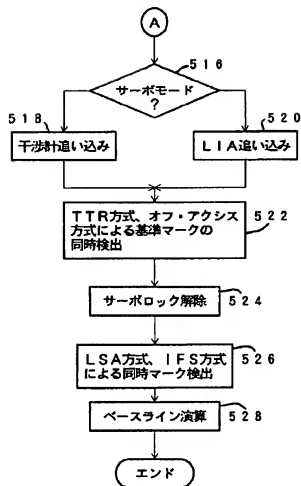 A
516
サーボモード
?
518
520
干渉計追い込み
LIA追い込み
TTR方式、オフ・アクシス
方式による基準マークの
同時検出
522
サーボロック解除
524
LSA方式、IFS方式
による同時マーク検出
526
ベースライン演算
528
エンド